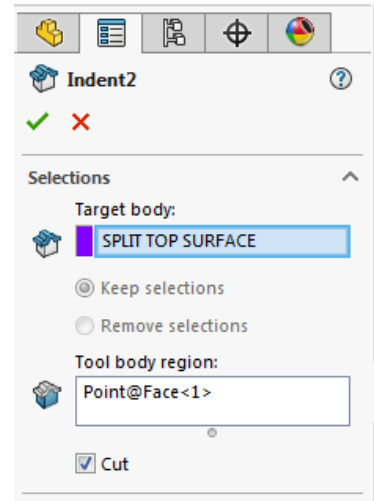 Indent2
Selections
Target body:
SPLIT TOP SURFACE
Keep selections
Remove selections
Tool body region:
Point@Face<1>
Cut